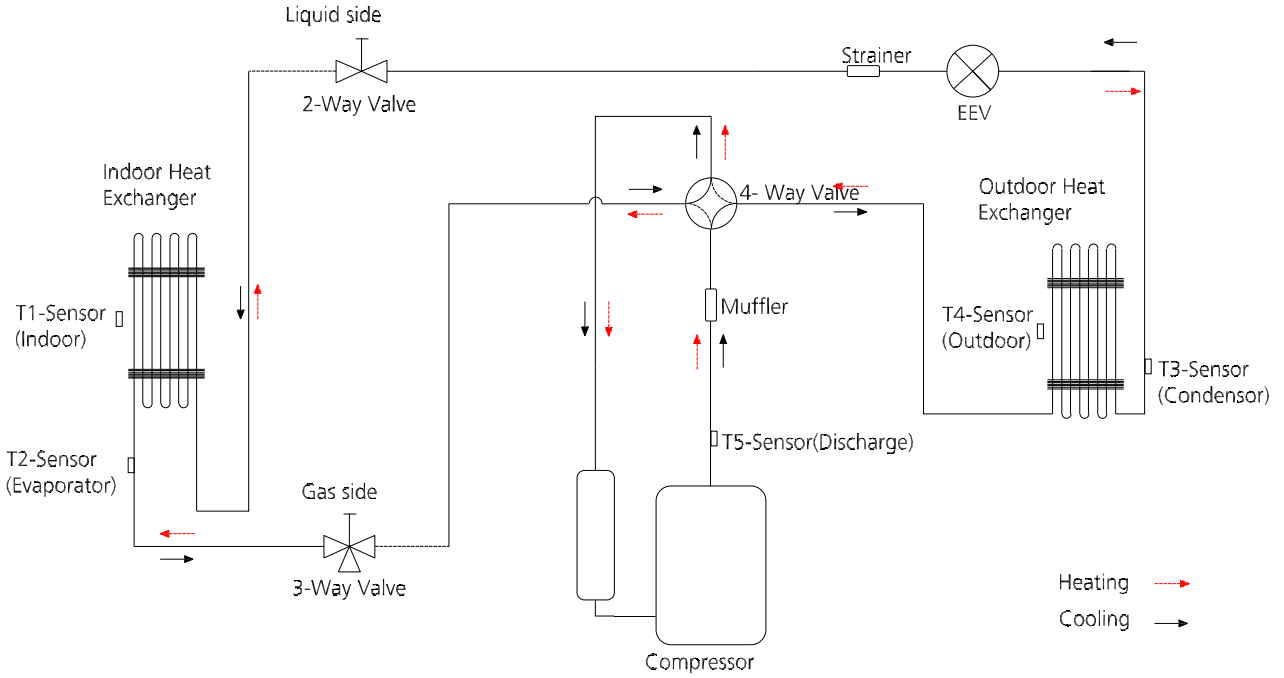 Liquid side
2-Way Valve
Strainer
EEV
Indoor Heat
Exchanger
4- Way Valve
Outdoor Heat
Exchanger
T1-Sensor
(Indoor)
Muffler
T4-Sensor
(Outdoor)
T3-Sensor
(Condensor)
T5-Sensor(Discharge)
T2-Sensor
(Evaporator)
Gas side
3-Way Valve
Compressor
Heating
Cooling